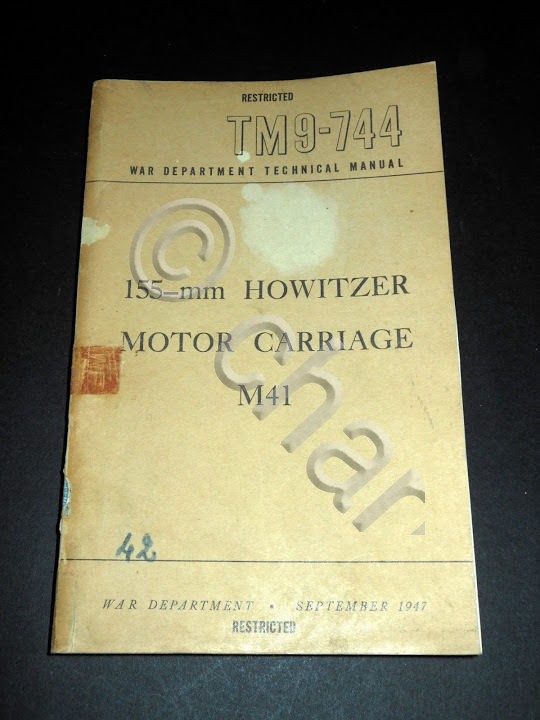 RESTRICTED
TM9-744
WAR DEPARTMENT TECHNICAL MANUAL
155-mm HOWITZER
MOTOR CARRIAGE
M41
42
WAR DEPARTMENT • SEPTEMBER 1947
RESTRICTED
© char